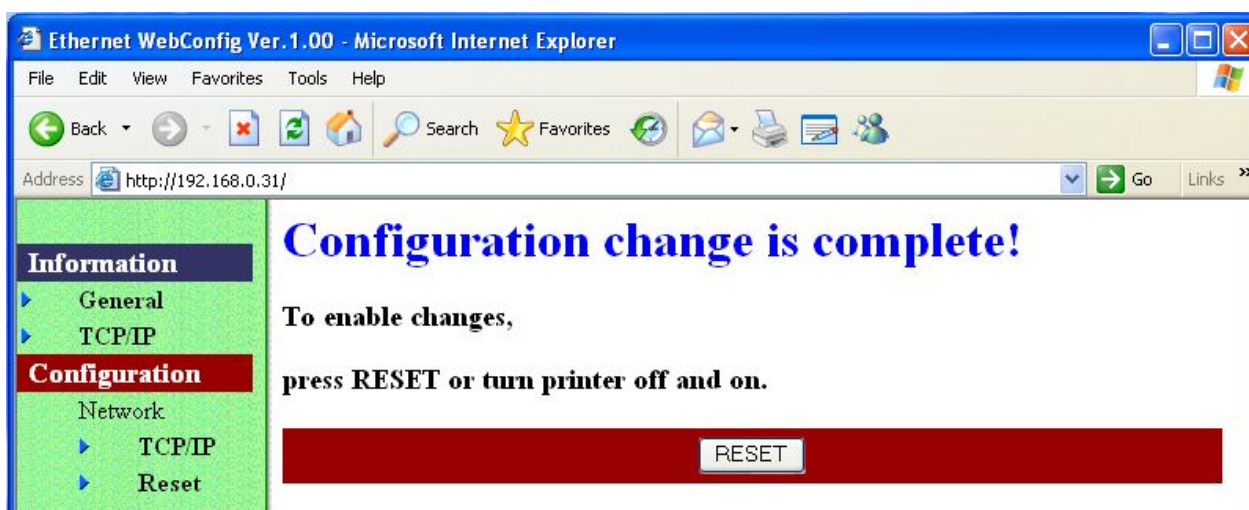 Ethernet WebConfig Ver.1.00 - Microsoft Internet Explorer
File Edit View Favorites Tools Help
Back Search Favorites
Address http://192.168.0.31/ Go Links »
Information
General
TCP/IP
Configuration
Network
TCP/IP
Reset
Configuration change is complete!
To enable changes,
press RESET or turn printer off and on.
RESET